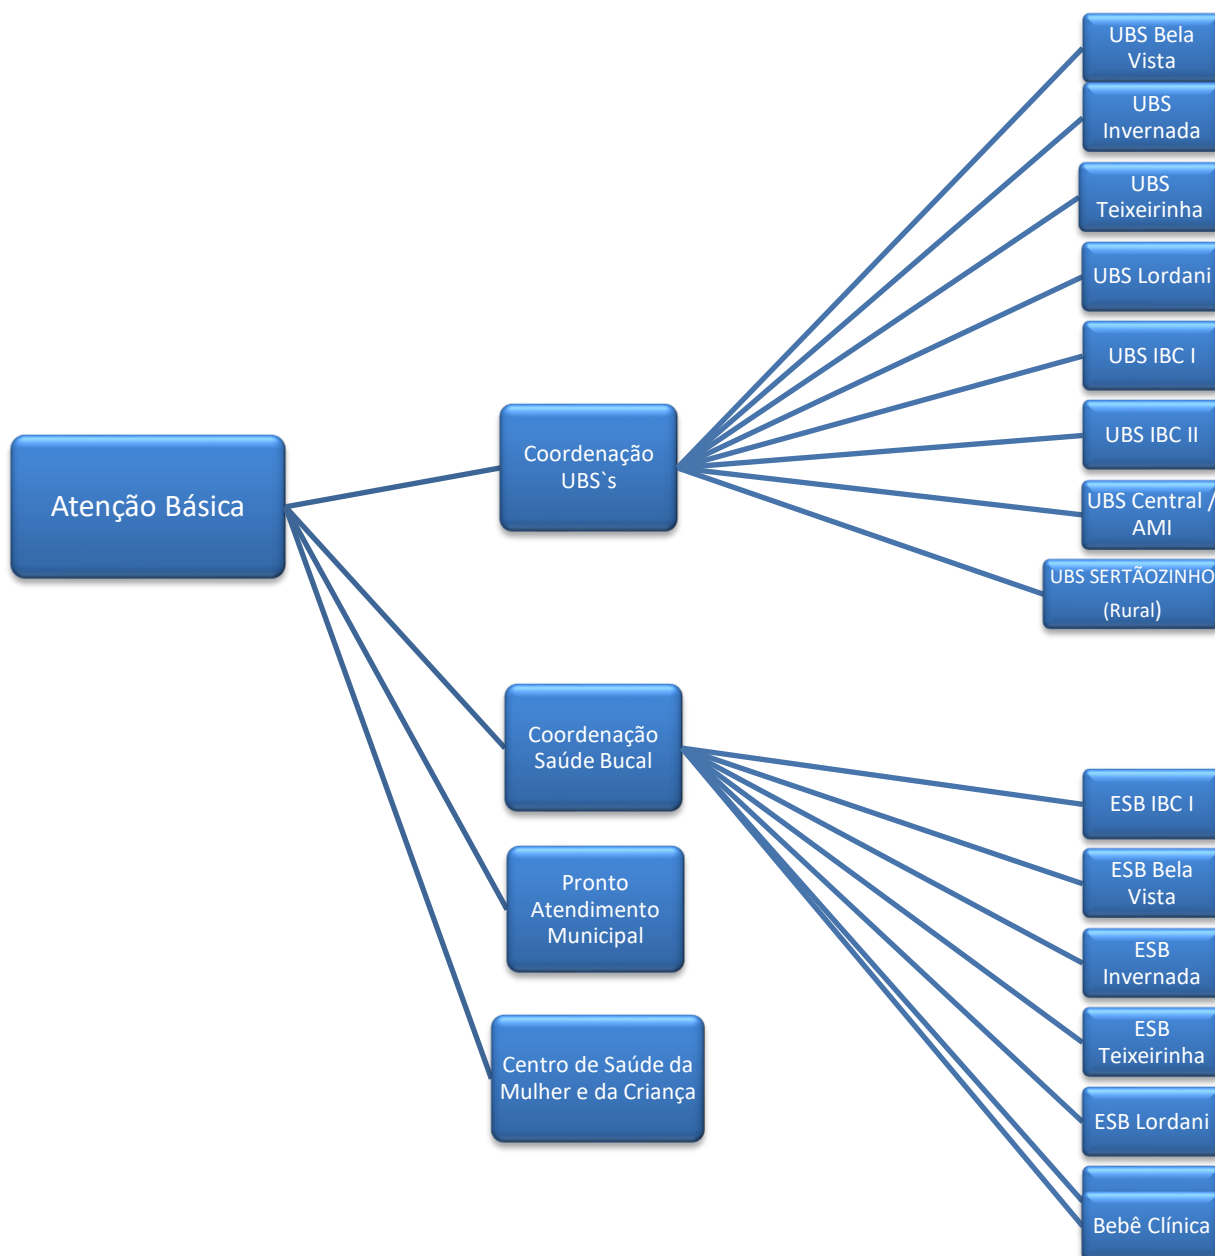 Atenção Básica
Coordenação
UBS`s
UBS Bela
Vista
UBS
Invernada
UBS
Teixeirinha
UBS Lordani
UBS IBC I
UBS IBC II
UBS Central /
AMI
UBS SERTÃOZINHO
(Rural)
Coordenação
Saúde Bucal
ESB IBC I
ESB Bela
Vista
ESB
Invernada
ESB
Teixeirinha
ESB Lordani
Bebê Clínica
Pronto
Atendimento
Municipal
Centro de Saúde da
Mulher e da Criança